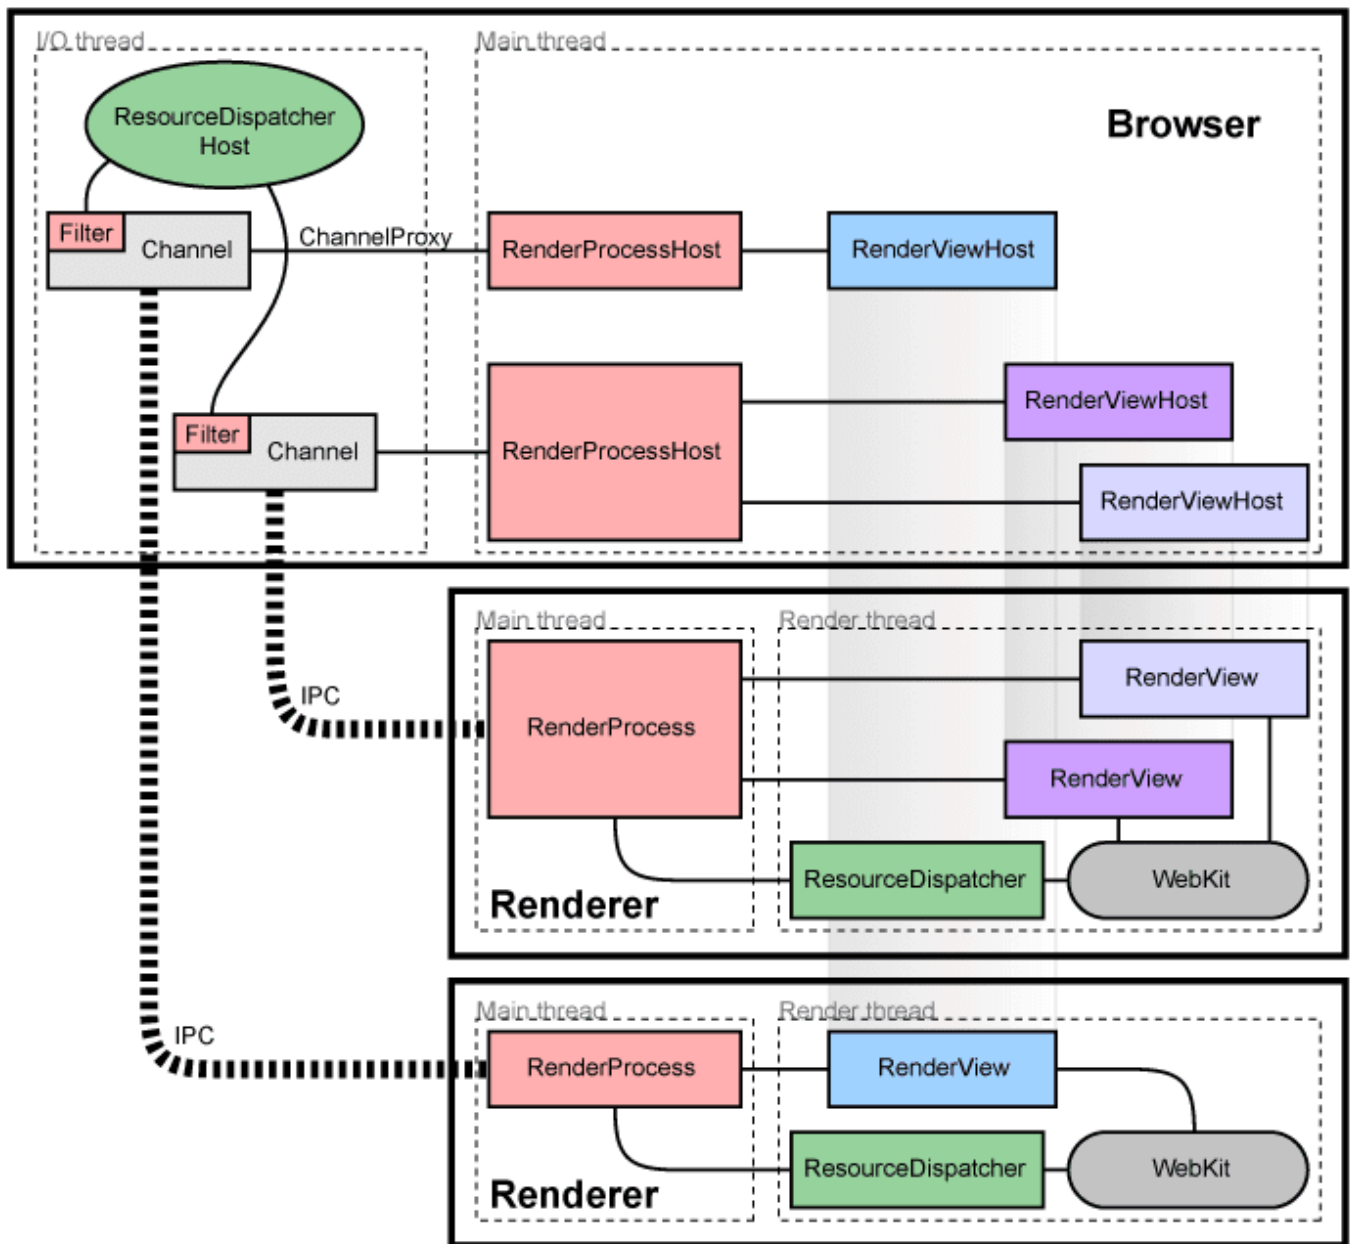 I/O thread
Main thread
ResourceDispatcher
Host
Browser
Filter
Channel
ChannelProxy
RenderProcessHost
RenderViewHost
RenderViewHost
Filter
Channel
RenderProcessHost
RenderViewHost
Main thread
Render thread
IPC
RenderProcess
RenderView
RenderView
ResourceDispatcher
WebKit
Renderer
Main thread
Render tbread
IPC
RenderProcess
RenderView
ResourceDispatcher
WebKit
Renderer